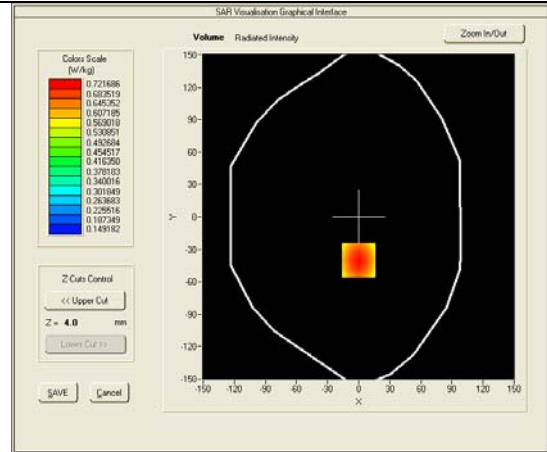 SAR Visualisation Graphical Interface
Volume Radiated Intensity
Zoom In/Out
Colors Scale
(W/kg)
0.721686
0.683519
0.645352
0.607185
0.569018
0.530851
0.492684
0.454517
0.416350
0.378183
0.340016
0.301849
0.263683
0.225516
0.187349
0.149182
Z Cuts Control
<< Upper Cut
Z = 4.0 mm
Lower Cut >>
SAVE Cancel
150
120
90
60
30
0
-30
-60
-90
-120
-150
Y
-150 -120 -90 -60 -30 0 30 60 90 120 150
X